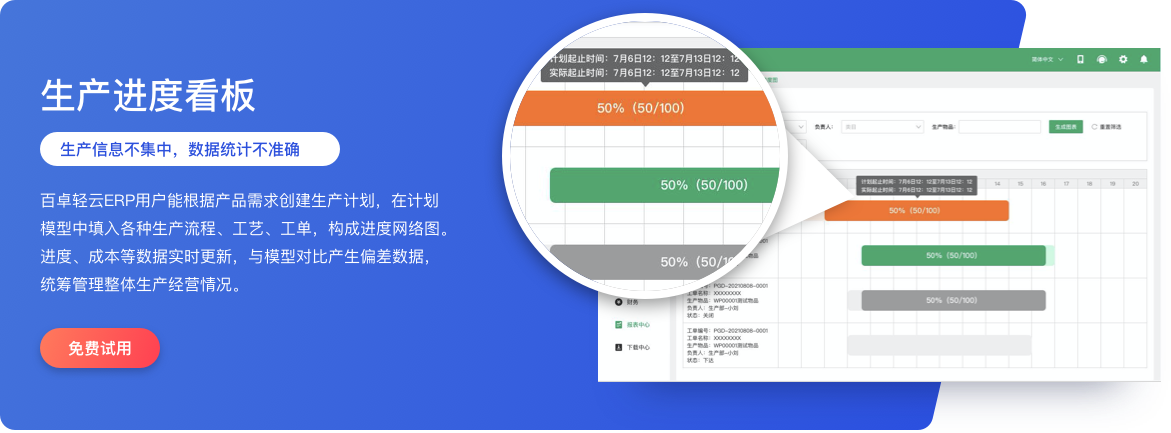 生产进度看板
生产信息不集中，数据统计不准确
百卓轻云ERP用户能根据产品需求创建生产计划，在计划
模型中填入各种生产流程、工艺、工单，构成进度网络图。
进度、成本等数据实时更新，与模型对比产生偏差数据，
统筹管理整体生产经营情况。
免费试用
计划起止时间：7月6日12：12至7月13日12：12
实际起止时间：7月6日12：12至7月13日12：12
50%（50/100）
50%（50/100）
50%（50/10
简体中文
负责人：
生产物品：
生成图表
重置筛选
14 15 16 17 18 19 20
计划起止时间：7月6日12：12至7月13日12：12
实际起止时间：7月6日12：12至7月13日12：12
50%（50/100）
50%（50/100）
50%（50/100）
财务
报表中心
下载中心
PGD-20210808-0001
工单名称：XXXXXXXX
生产物品：WP00001测试物品
负责人：生产部--小刘
状态：关闭
工单编号：PGD-20210808-0001
工单名称：XXXXXXXX
生产物品：WP00001测试物品
负责人：生产部--小刘
状态：下达